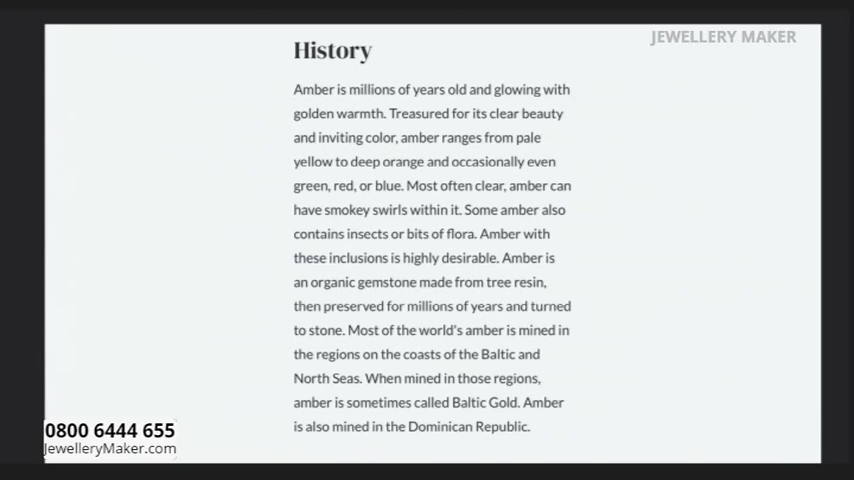 JEWELLERY MAKER
History
Amber is millions of years old and glowing with
golden warmth. Treasured for its clear beauty
and inviting color, amber ranges from pale
yellow to deep orange and occasionally even
green, red, or blue. Most often clear, amber can
have smokey swirls within it. Some amber also
contains insects or bits of flora. Amber with
these inclusions is highly desirable. Amber is
an organic gemstone made from tree resin,
then preserved for millions of years and turned
to stone. Most of the world's amber is mined in
the regions on the coasts of the Baltic and
North Seas. When mined in those regions,
amber is sometimes called Baltic Gold. Amber
is also mined in the Dominican Republic.
0800 6444 655
JewelleryMaker.com